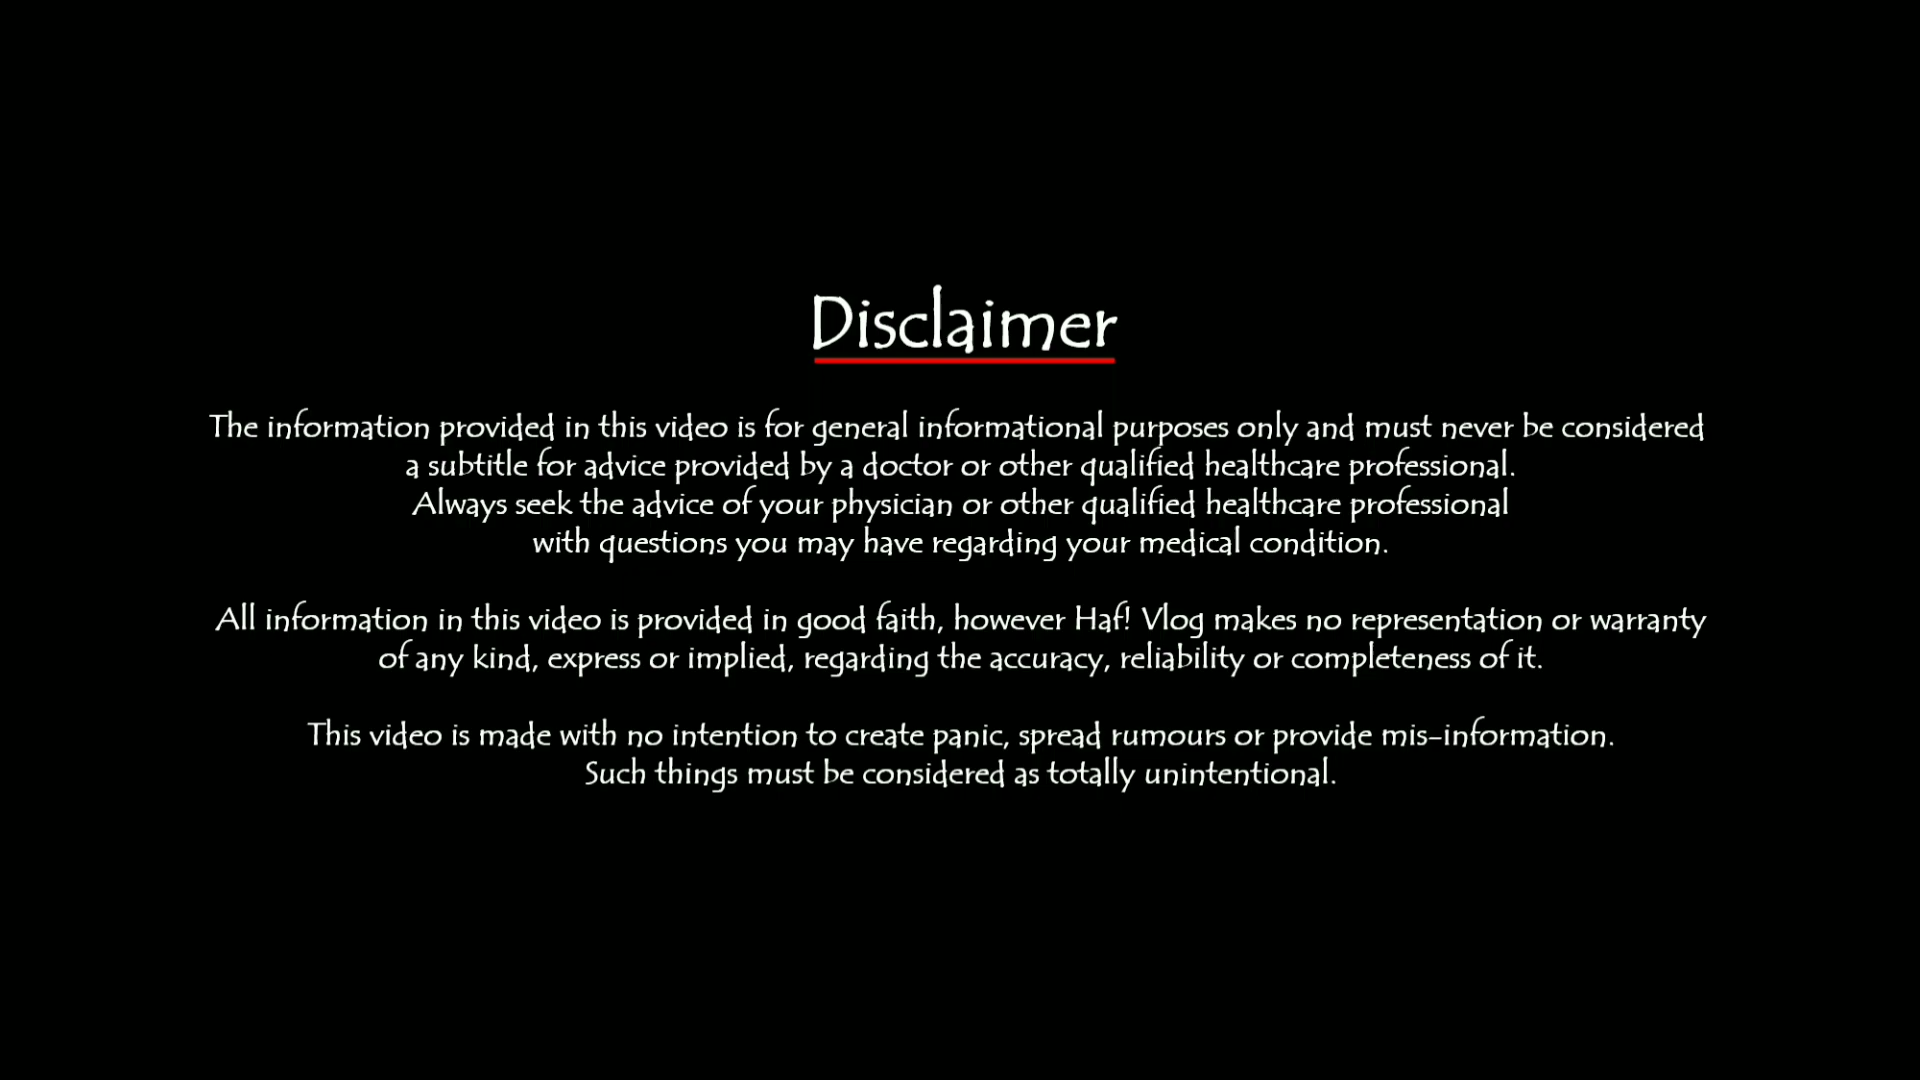 Disclaimer
The information provided in this video is for general informational purposes only and must never be considered
a subtitle for advice provided by a doctor or other qualified healthcare professional.
Always seek the advice of your physician or other qualified healthcare professional
with questions you may have regarding your medical condition.
All information in this video is provided in good faith, however Haf! Vlog makes no representation or warranty
of any kind, express or implied, regarding the accuracy, reliability or completeness of it.
This video is made with no intention to create panic, spread rumours or provide mis-information.
Such things must be considered as totally unintentional.